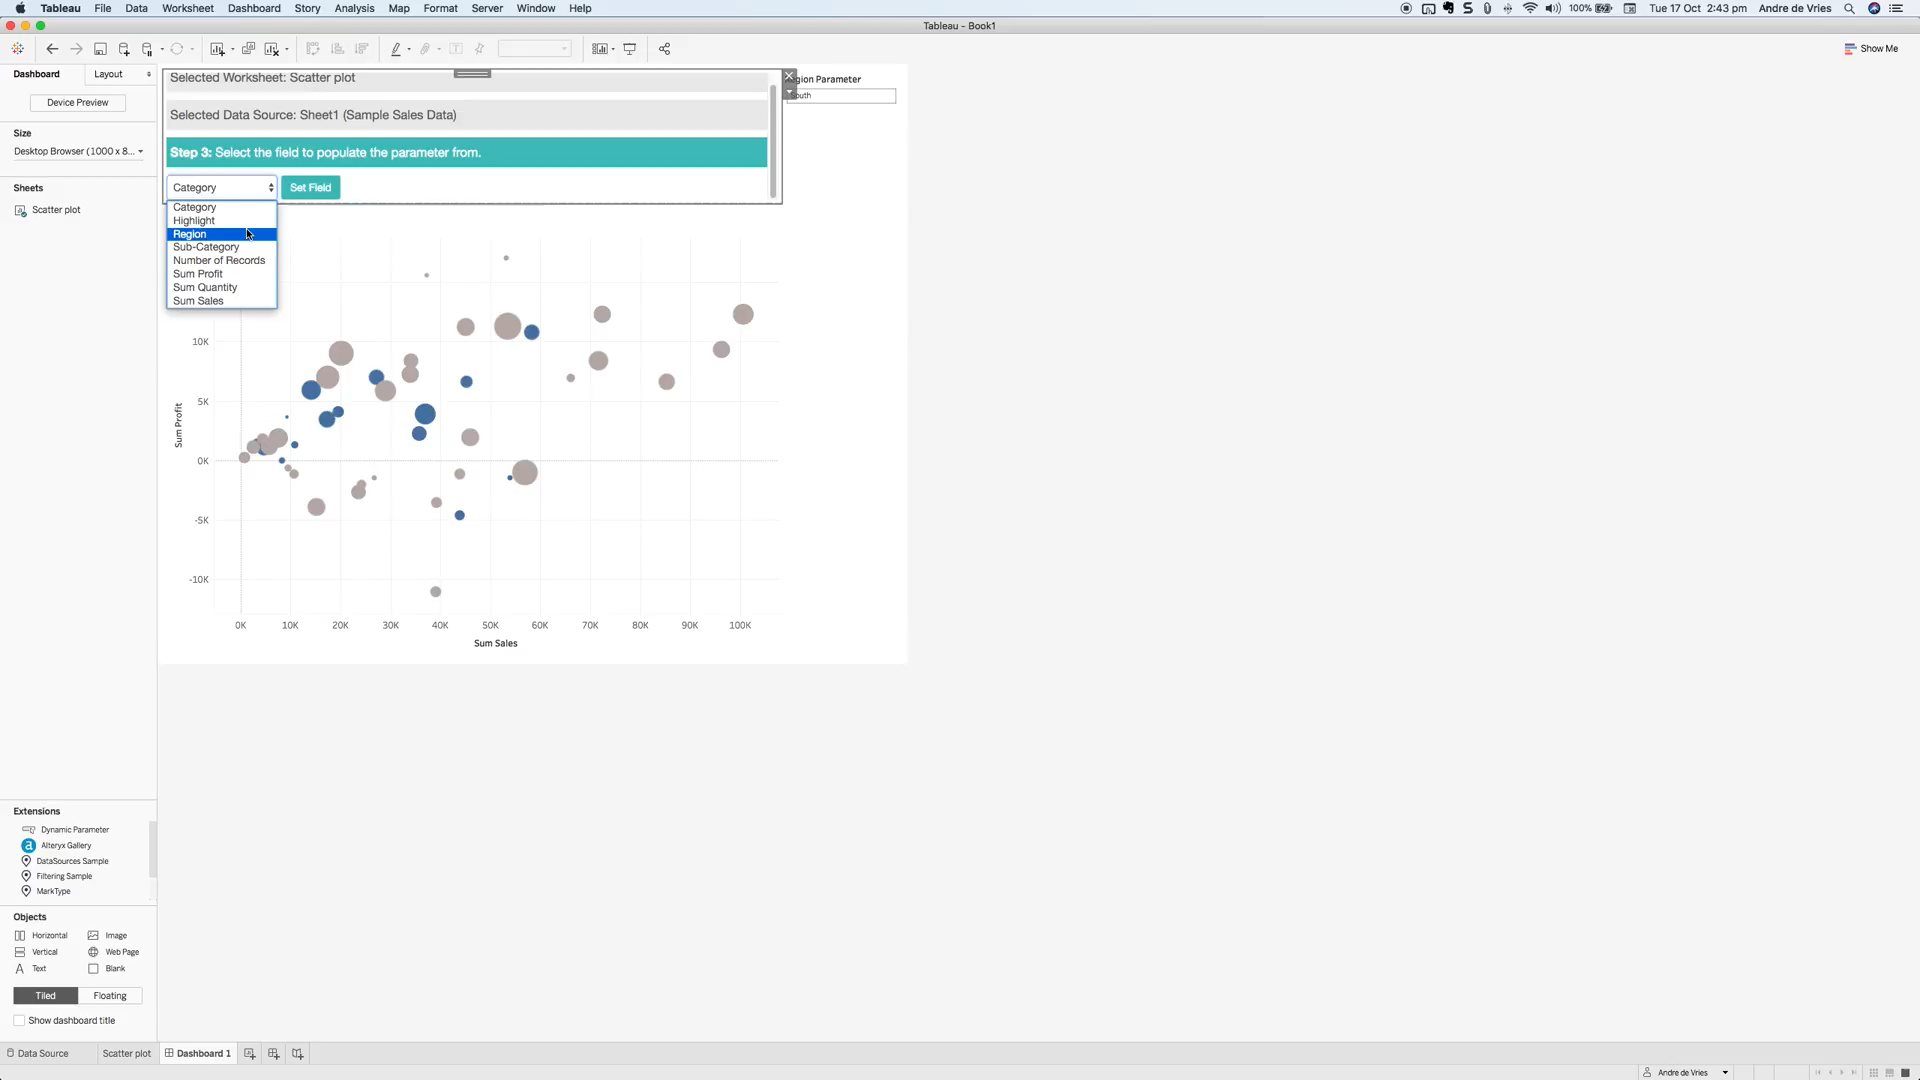 Tableau File Data Worksheet Dashboard Story Analysis Map Format Server Window Help
100% Tue 17 Oct 2:43 pm Andre de Vries
Tableau - Book1
Show Me
Dashboard Layout
Device Preview
Size
Desktop Browser (1000 x 8...
Sheets
Scatter plot
Selected Worksheet: Scatter plot
Selected Data Source: Sheet1 (Sample Sales Data)
Step 3: Select the field to populate the parameter from.
Category Set Field
Category
Highlight
Region
Sub-Category
Number of Records
Sum Profit
Sum Quantity
Sum Sales
gion Parameter
South
10K
5K
0K
-5K
-10K
Sum Profit
0K 10K 20K 30K 40K 50K 60K 70K 80K 90K 100K
Sum Sales
Extensions
Dynamic Parameter
a Alteryx Gallery
DataSources Sample
Filtering Sample
MarkType
Objects
Horizontal Image
Vertical Web Page
A Text Blank
Tiled Floating
Show dashboard title
Data Source Scatter plot Dashboard 1
Andre de Vries